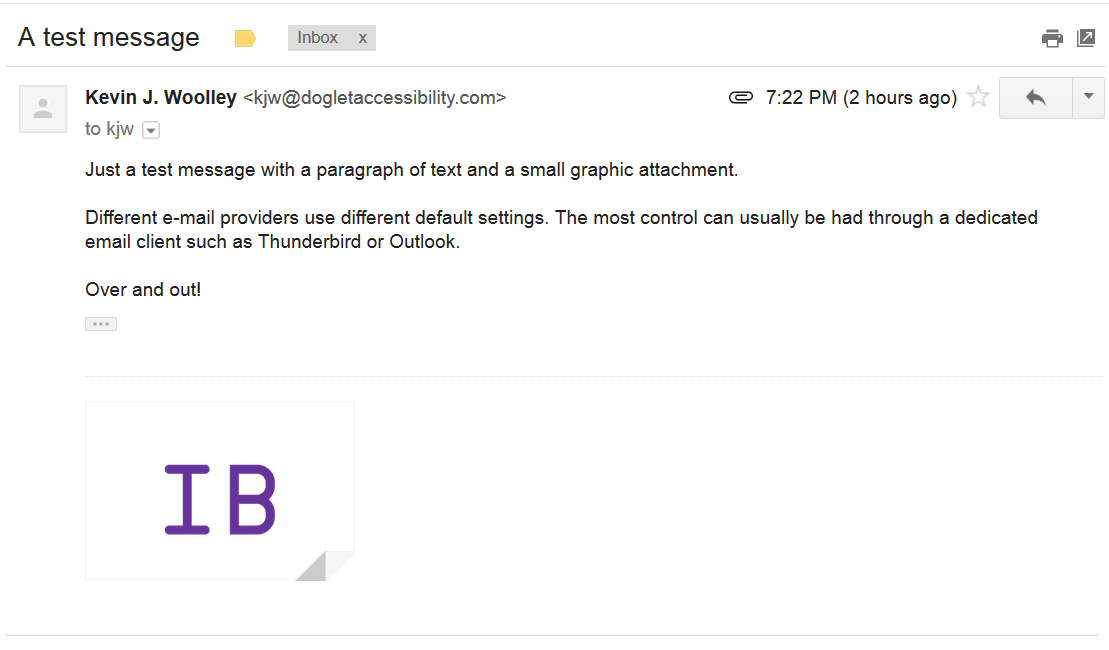 A test message Inbox x
Kevin J. Woolley <kjw@dogletaccessibility.com> 7:22 PM (2 hours ago)
to kjw
Just a test message with a paragraph of text and a small graphic attachment.
Different e-mail providers use different default settings. The most control can usually be had through a dedicated
email client such as Thunderbird or Outlook.
Over and out!
IB